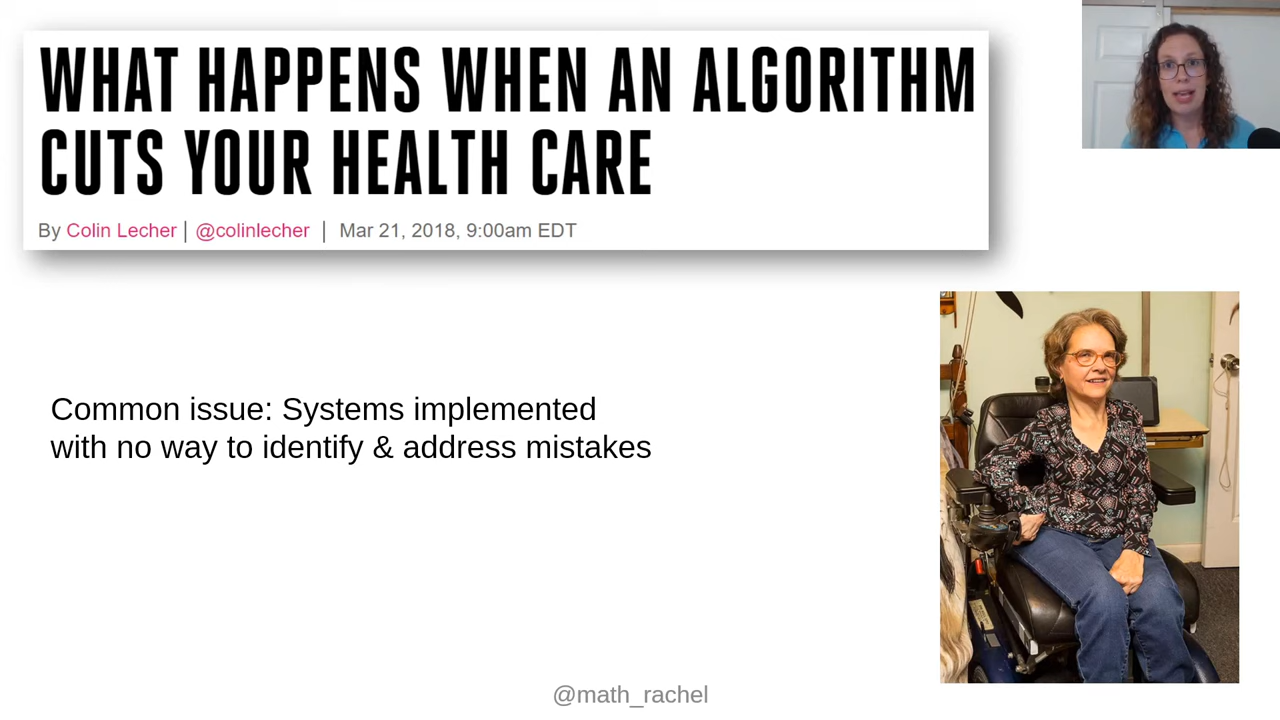 WHAT HAPPENS WHEN AN ALGORITHM
CUTS YOUR HEALTH CARE
By Colin Lecher | @colinlecher | Mar 21, 2018, 9:00am EDT
Common issue: Systems implemented
with no way to identify & address mistakes
@math_rachel